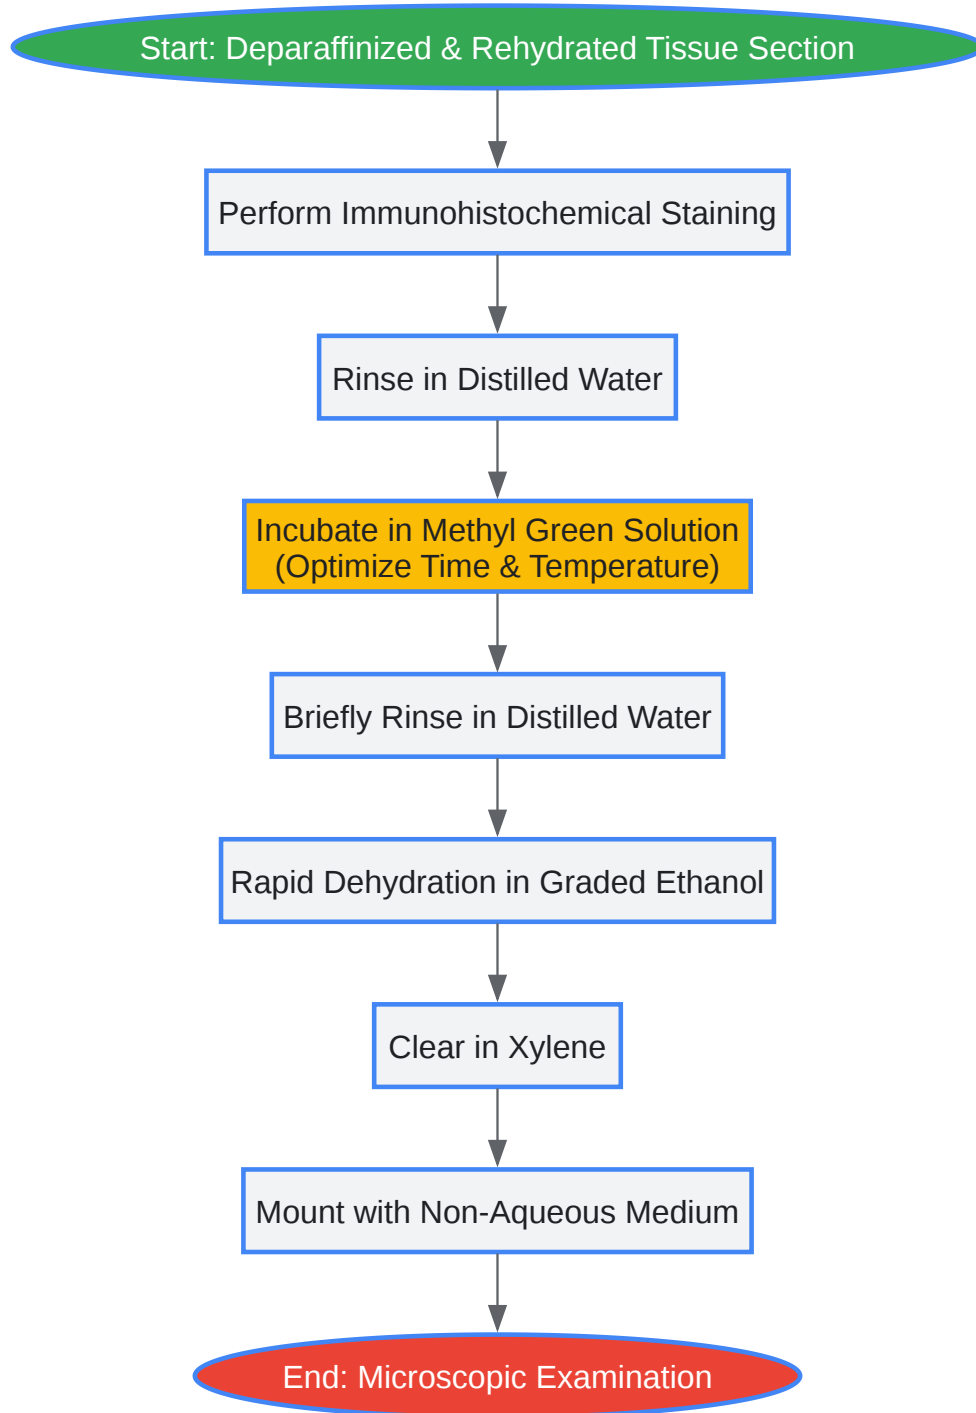 Start: Deparaffinized & Rehydrated Tissue Section
Perform Immunohistochemical Staining
Rinse in Distilled Water
Incubate in Methyl Green Solution
(Optimize Time & Temperature)
Briefly Rinse in Distilled Water
Rapid Dehydration in Graded Ethanol
Clear in Xylene
Mount with Non-Aqueous Medium
End: Microscopic Examination